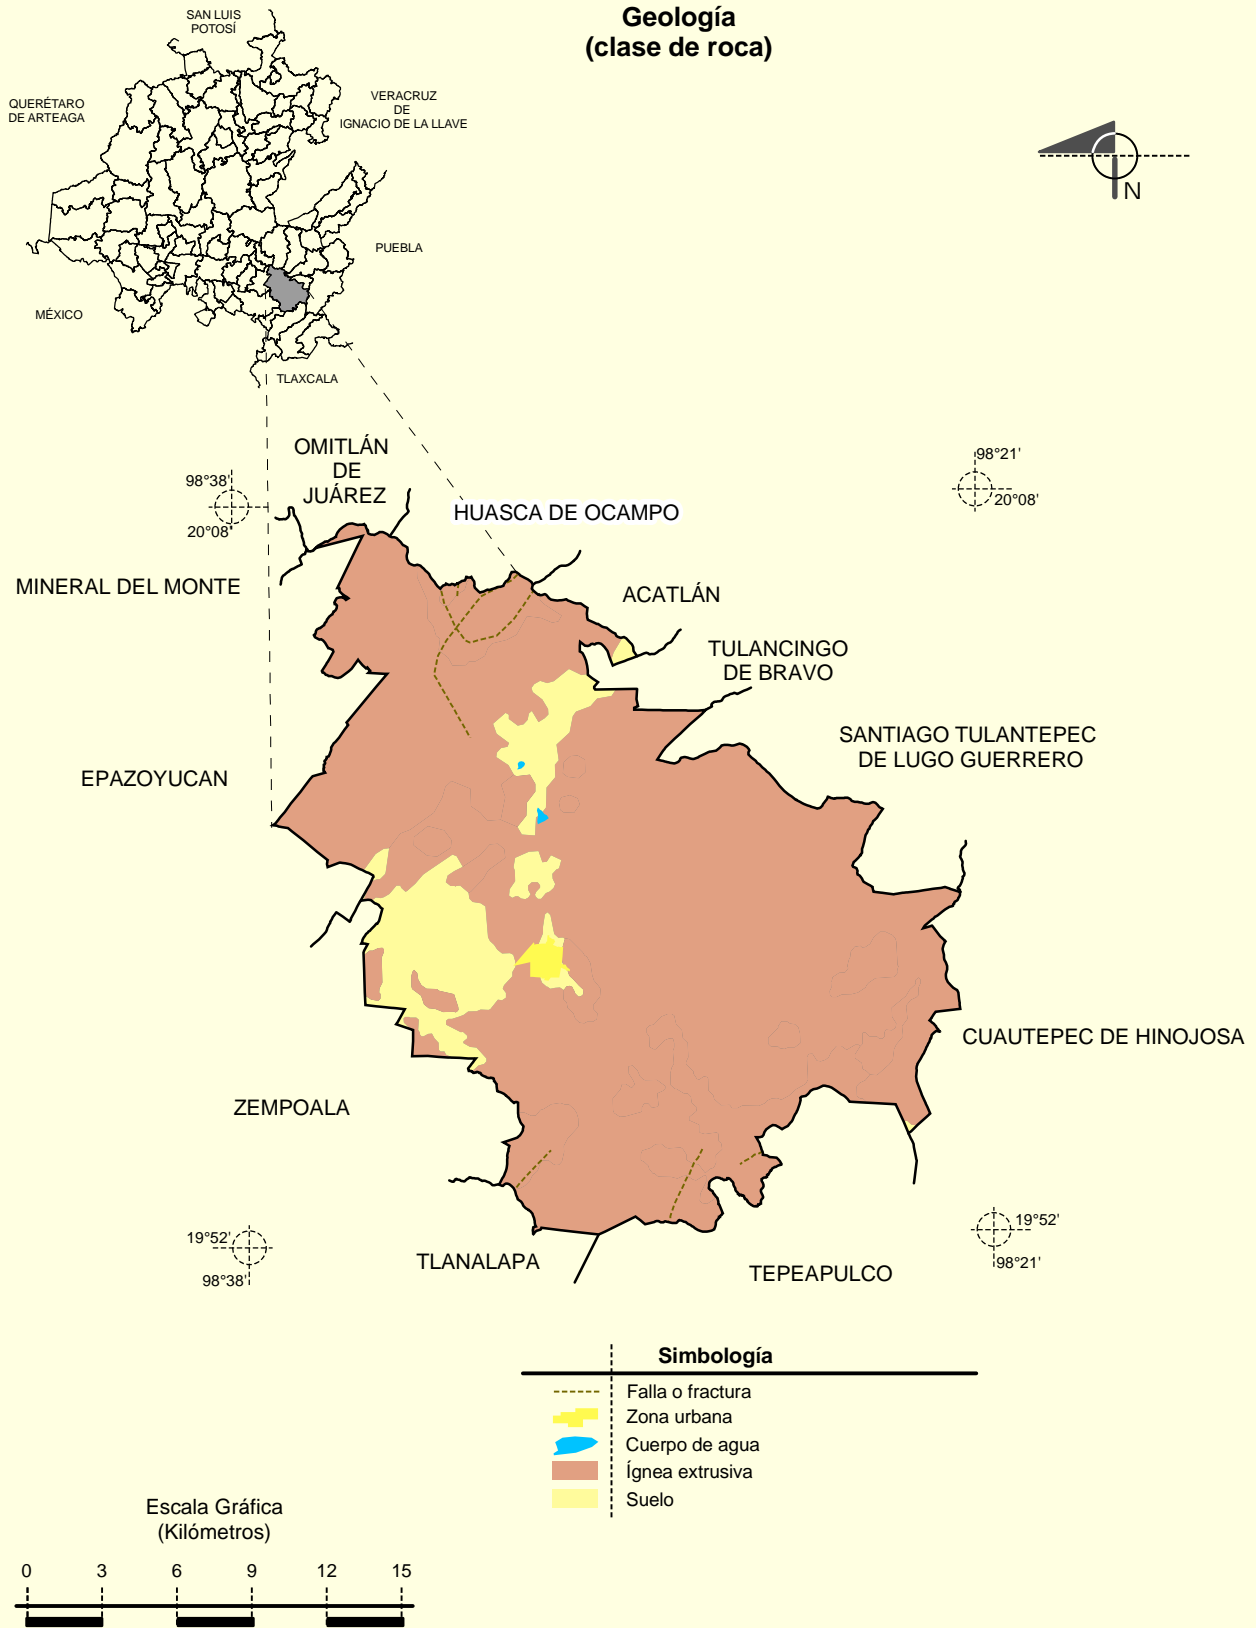 Geología
(clase de roca)
SAN LUIS
POTOSÍ
QUERÉTARO
DE ARTEAGA
VERACRUZ
DE
IGNACIO DE LA LLAVE
PUEBLA
MÉXICO
TLAXCALA
N
OMITLÁN
DE
JUÁREZ
98°38'
20°08'
98°21'
20°08'
HUASCA DE OCAMPO
MINERAL DEL MONTE
ACATLÁN
TULANCINGO
DE BRAVO
SANTIAGO TULANTEPEC
DE LUGO GUERRERO
EPAZOYUCAN
CUAUTEPEC DE HINOJOSA
ZEMPOALA
19°52'
98°38'
19°52'
98°21'
TLANALAPA
TEPEAPULCO
Simbología
Falla o fractura
Zona urbana
Cuerpo de agua
Ígnea extrusiva
Suelo
Escala Gráfica
(Kilómetros)
0 3 6 9 12 15